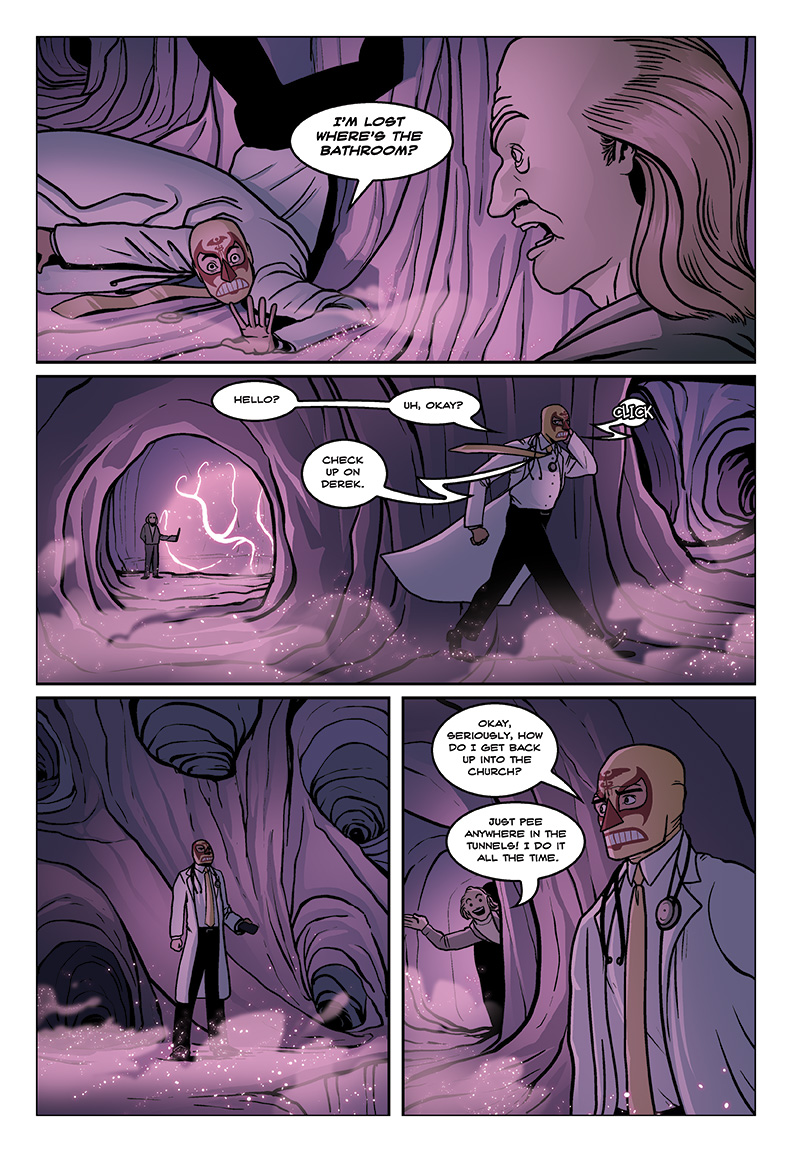 I'M LOST
WHERE'S THE
BATHROOM?
HELLO?
UH, OKAY?
CLICK
CHECK
UP ON
DEREK.
OKAY,
SERIOUSLY, HOW
DO I GET BACK
UP INTO THE
CHURCH?
JUST PEE
ANYWHERE IN THE
TUNNELS! I DO IT
ALL THE TIME.